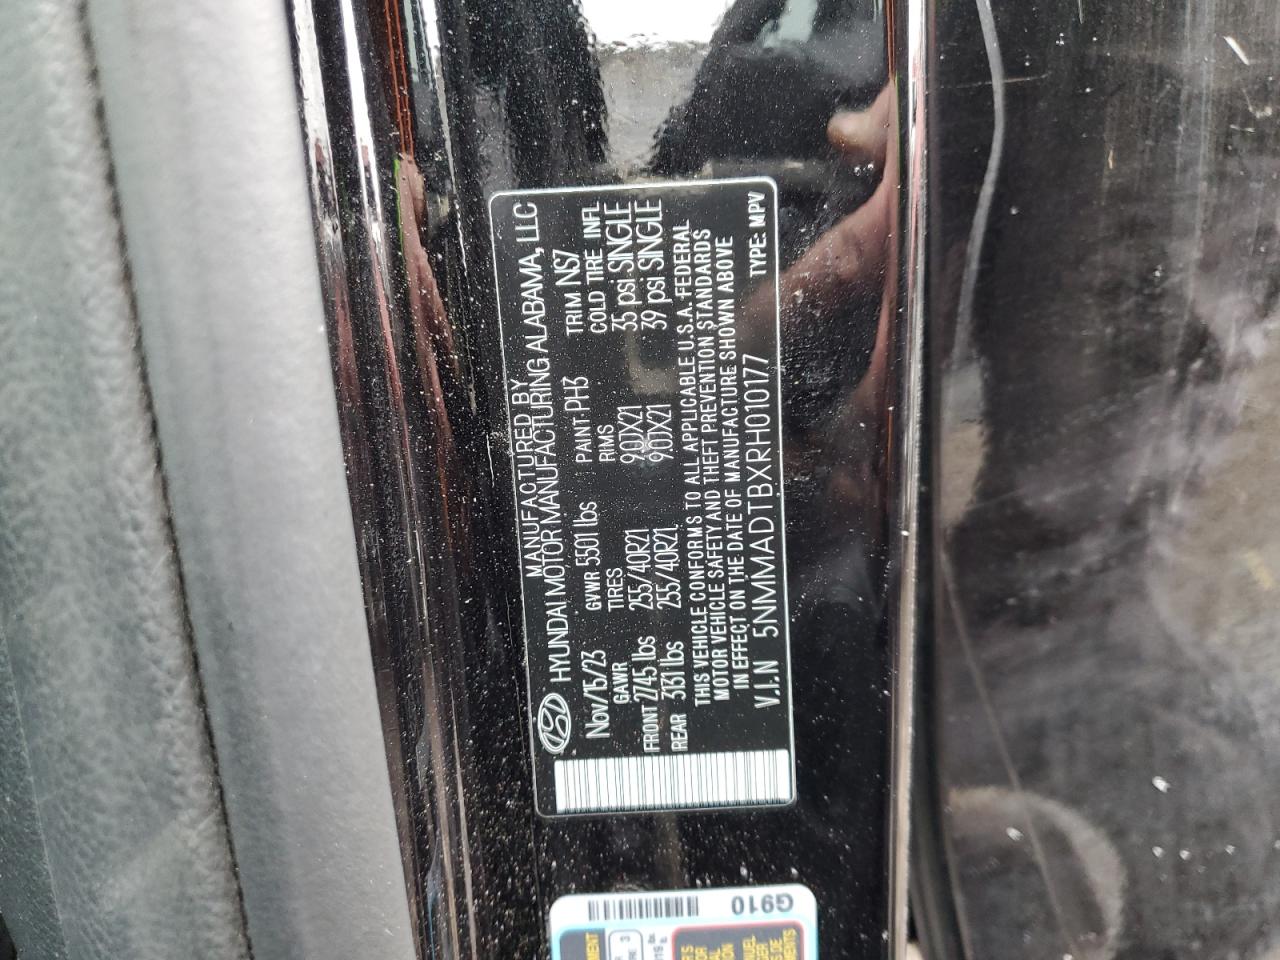 MANUFACTURED BY
HYUNDAI MOTOR MANUFACTURING ALABAMA, LLC
Nov/15/23 GVWR 5501 lbs PAINT: PH3 TRIM NS7
GAWR TIRES RIMS COLD TIRE INFL
FRONT 2745 lbs 255/40R21 9.0JX21 35 psi SINGLE
REAR 3131 lbs 255/40R21 9.0JX21 39 psi SINGLE
THIS VEHICLE CONFORMS TO ALL APPLICABLE U.S.A. FEDERAL
MOTOR VEHICLE SAFETY AND THEFT PREVENTION STANDARDS
IN EFFECT ON THE DATE OF MANUFACTURE SHOWN ABOVE
V.I.N 5NMMADTBXRH010177 TYPE: MPV
G910